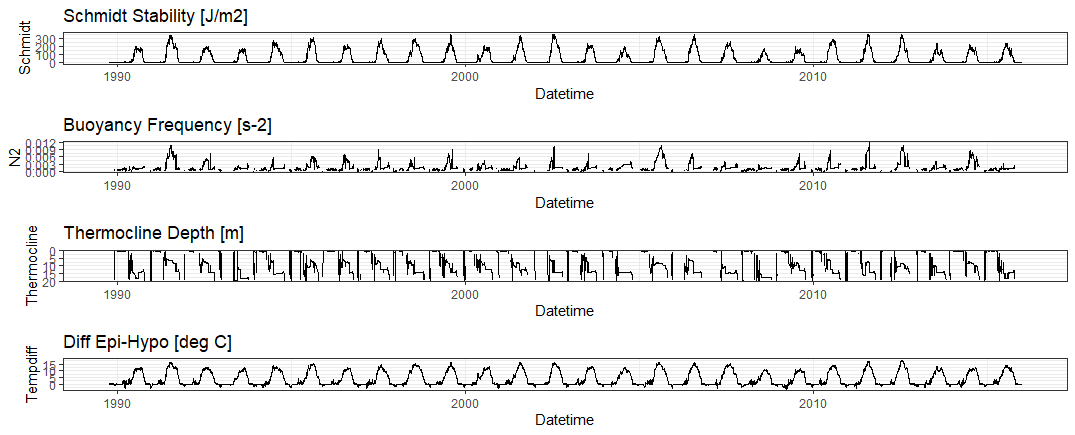 Schmidt Stability [J/m2]
Schmidt
300
200
100
0
1990
2000
2010
Datetime
Buoyancy Frequency [s-2]
N2
0.012
0.009
0.006
0.003
0.000
1990
2000
2010
Datetime
Thermocline Depth [m]
Thermocline
0
5
10
15
20
1990
2000
2010
Datetime
Diff Epi-Hypo [deg C]
Tempdiff
15
10
5
0
1990
2000
2010
Datetime